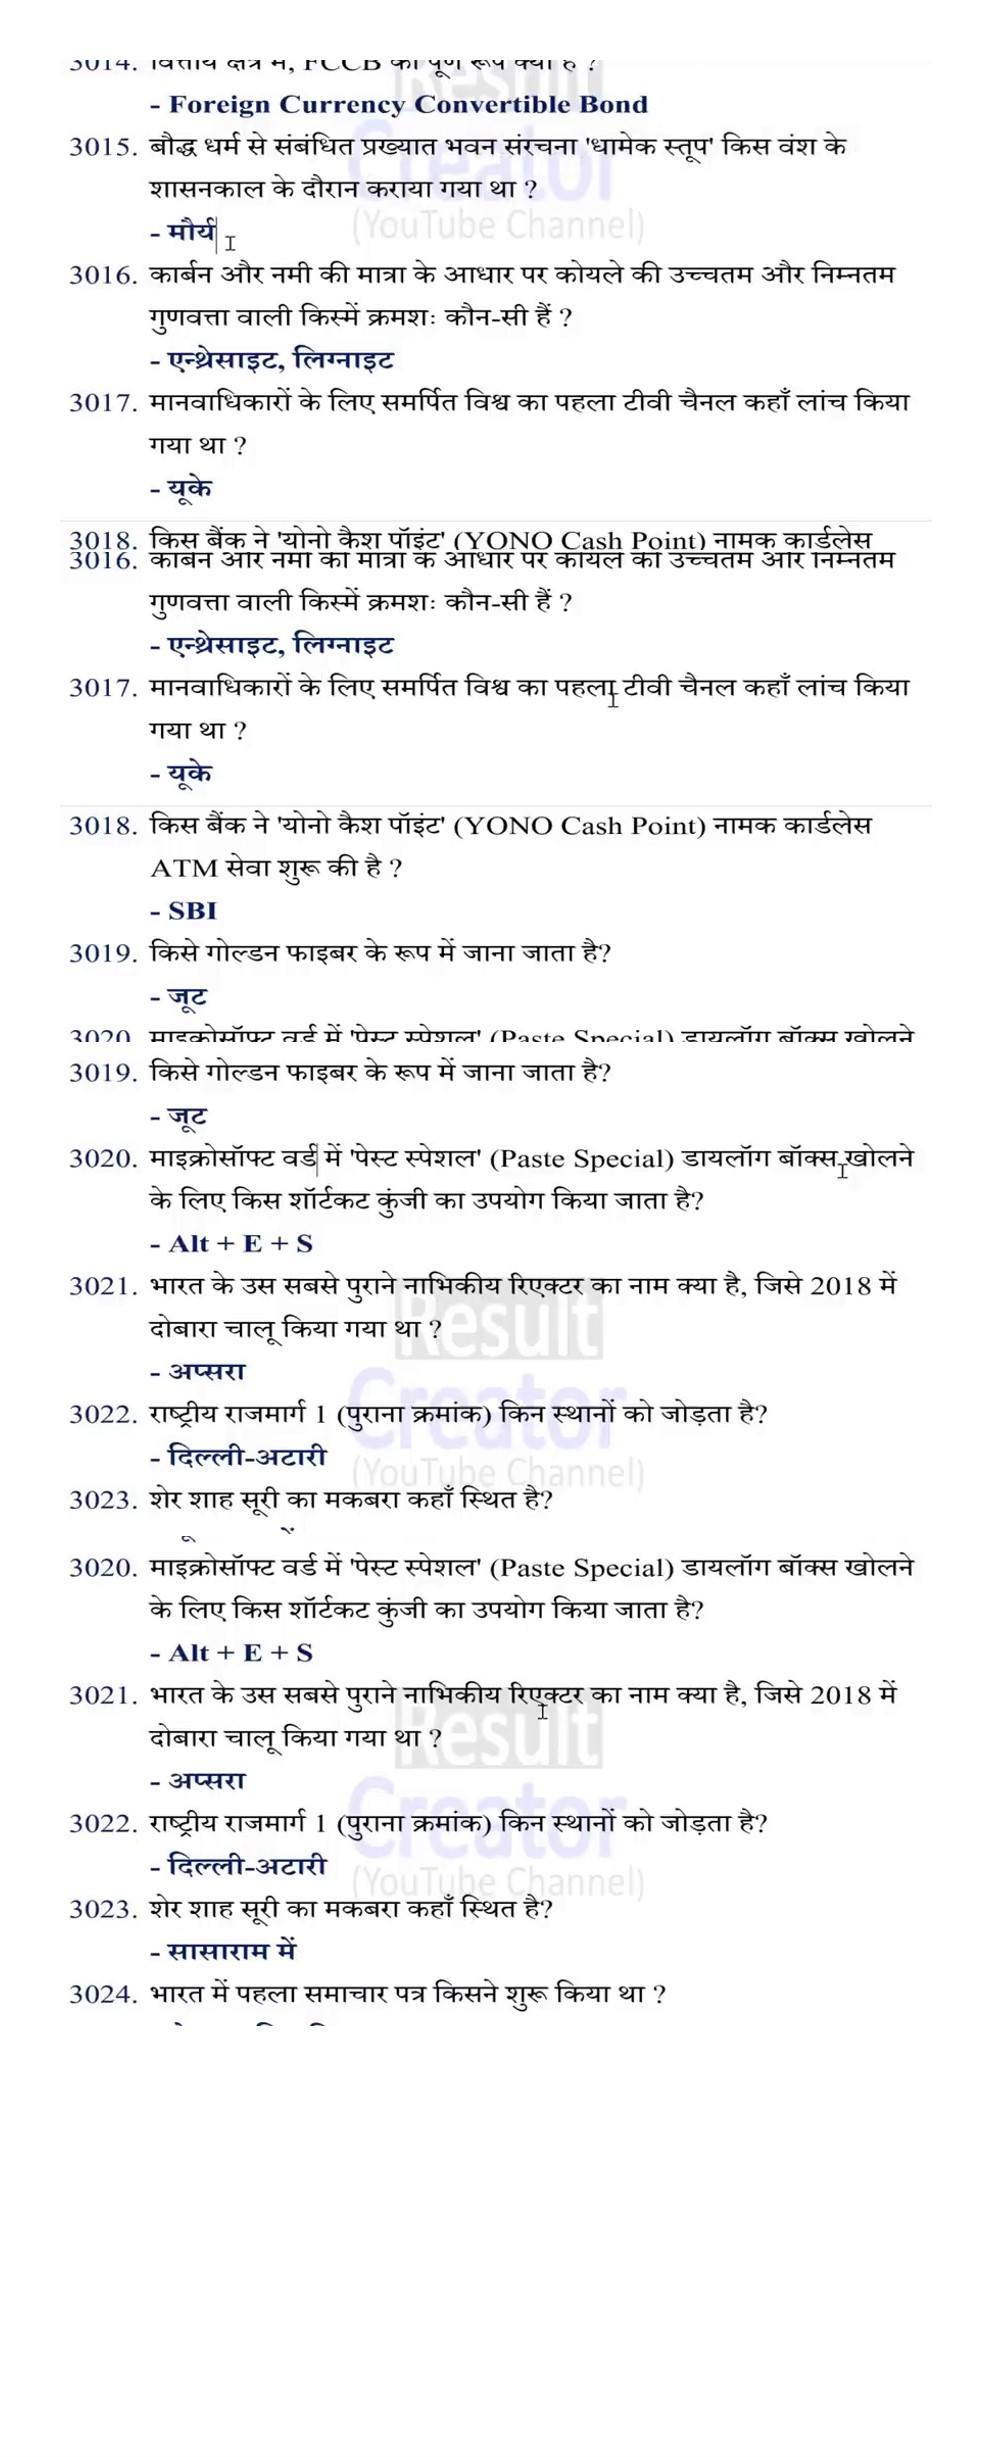 3014. वित्तीय क्षेत्र में, FCCB का पूर्ण रूप क्या है ?
- Foreign Currency Convertible Bond
3015. बौद्ध धर्म से संबंधित प्रख्यात भवन संरचना 'धामेक स्तूप' किस वंश के
शासनकाल के दौरान कराया गया था ?
- मौर्य
3016. कार्बन और नमी की मात्रा के आधार पर कोयले की उच्चतम और निम्नतम
गुणवत्ता वाली किस्में क्रमशः कौन-सी हैं ?
- एन्थ्रेसाइट, लिग्नाइट
3017. मानवाधिकारों के लिए समर्पित विश्व का पहला टीवी चैनल कहाँ लांच किया
गया था ?
- यूके
3018. किस बैंक ने 'योनो कैश पॉइंट' (YONO Cash Point) नामक कार्डलेस
3016. कार्बन और नमी की मात्रा के आधार पर कोयले की उच्चतम और निम्नतम
गुणवत्ता वाली किस्में क्रमशः कौन-सी हैं ?
- एन्थ्रेसाइट, लिग्नाइट
3017. मानवाधिकारों के लिए समर्पित विश्व का पहला टीवी चैनल कहाँ लांच किया
गया था ?
- यूके
3018. किस बैंक ने 'योनो कैश पॉइंट' (YONO Cash Point) नामक कार्डलेस
ATM सेवा शुरू की है ?
- SBI
3019. किसे गोल्डन फाइबर के रूप में जाना जाता है?
- जूट
3020. माइक्रोसॉफ्ट वर्ड में 'पेस्ट स्पेशल' (Paste Special) डायलॉग बॉक्स खोलने
3019. किसे गोल्डन फाइबर के रूप में जाना जाता है?
- जूट
3020. माइक्रोसॉफ्ट वर्ड में 'पेस्ट स्पेशल' (Paste Special) डायलॉग बॉक्स खोलने
के लिए किस शॉर्टकट कुंजी का उपयोग किया जाता है?
- Alt + E + S
3021. भारत के उस सबसे पुराने नाभिकीय रिएक्टर का नाम क्या है, जिसे 2018 में
दोबारा चालू किया गया था ?
- अप्सरा
3022. राष्ट्रीय राजमार्ग 1 (पुराना क्रमांक) किन स्थानों को जोड़ता है?
- दिल्ली-अटारी
3023. शेर शाह सूरी का मकबरा कहाँ स्थित है?
3020. माइक्रोसॉफ्ट वर्ड में 'पेस्ट स्पेशल' (Paste Special) डायलॉग बॉक्स खोलने
के लिए किस शॉर्टकट कुंजी का उपयोग किया जाता है?
- Alt + E + S
3021. भारत के उस सबसे पुराने नाभिकीय रिएक्टर का नाम क्या है, जिसे 2018 में
दोबारा चालू किया गया था ?
- अप्सरा
3022. राष्ट्रीय राजमार्ग 1 (पुराना क्रमांक) किन स्थानों को जोड़ता है?
- दिल्ली-अटारी
3023. शेर शाह सूरी का मकबरा कहाँ स्थित है?
- सासाराम में
3024. भारत में पहला समाचार पत्र किसने शुरू किया था ?
Result
Creator
(YouTube Channel)
Result
Creator
(YouTube Channel)
Result
Creator
(YouTube Channel)